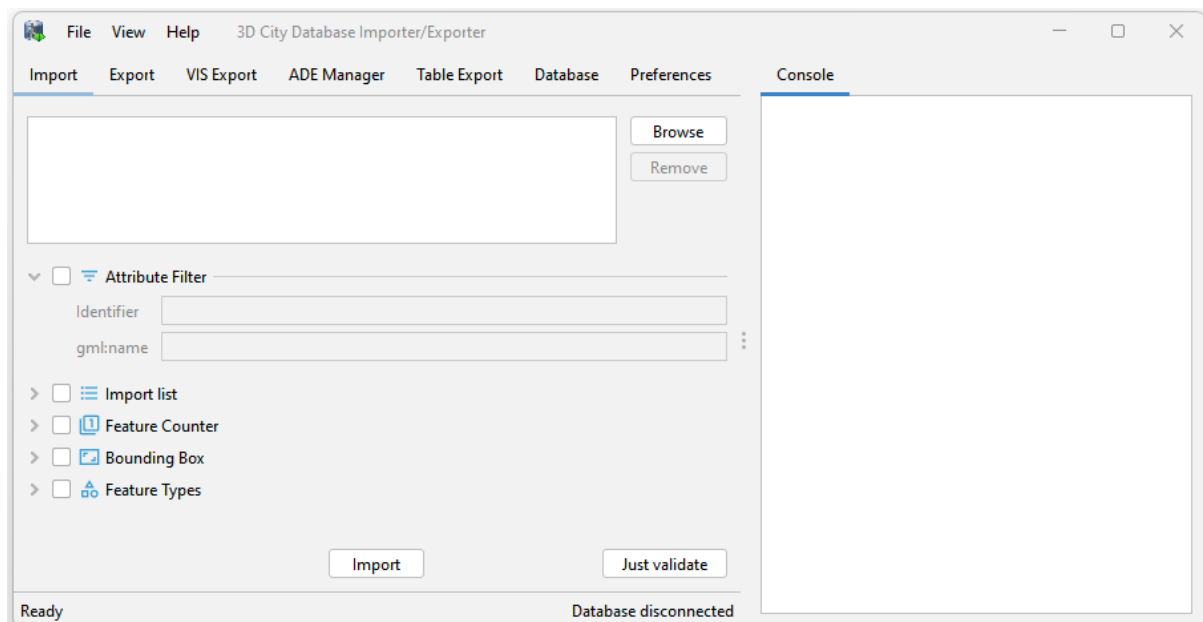 File View Help 3D City Database Importer/Exporter
Import Export VIS Export ADE Manager Table Export Database Preferences Console
Browse
Remove
Attribute Filter
Identifier
gml:name
Import list
1 Feature Counter
Bounding Box
Feature Types
Import Just validate
Ready Database disconnected